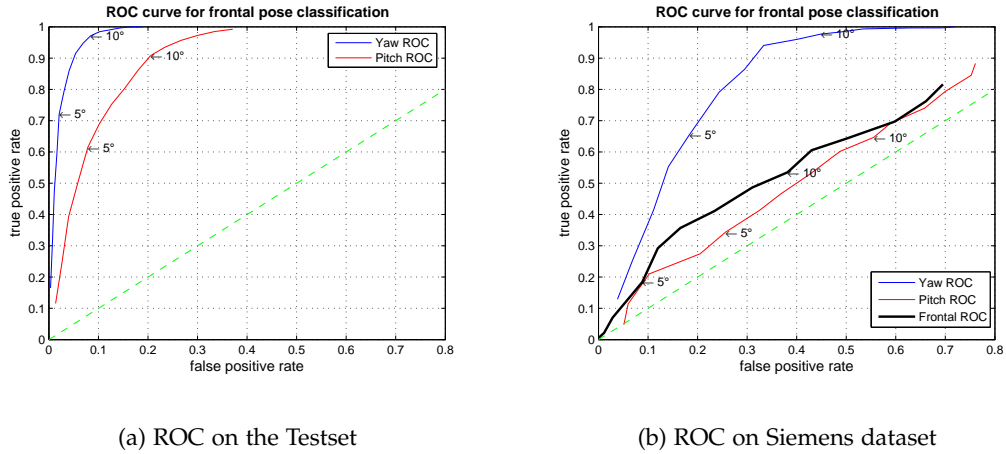 ROC curve for frontal pose classification
1
0.9
0.8
0.7
0.6
0.5
0.4
0.3
0.2
0.1
0
true positive rate
← 10°
← 5°
← 10°
← 5°
Yaw ROC
Pitch ROC
0 0.1 0.2 0.3 0.4 0.5 0.6 0.7 0.8
false positive rate
(a) ROC on the Testset
ROC curve for frontal pose classification
1
0.9
0.8
0.7
0.6
0.5
0.4
0.3
0.2
0.1
0
true positive rate
← 10°
← 5°
← 10°
← 10°
← 5°
← 5°
Yaw ROC
Pitch ROC
Frontal ROC
0 0.1 0.2 0.3 0.4 0.5 0.6 0.7 0.8
false positive rate
(b) ROC on Siemens dataset